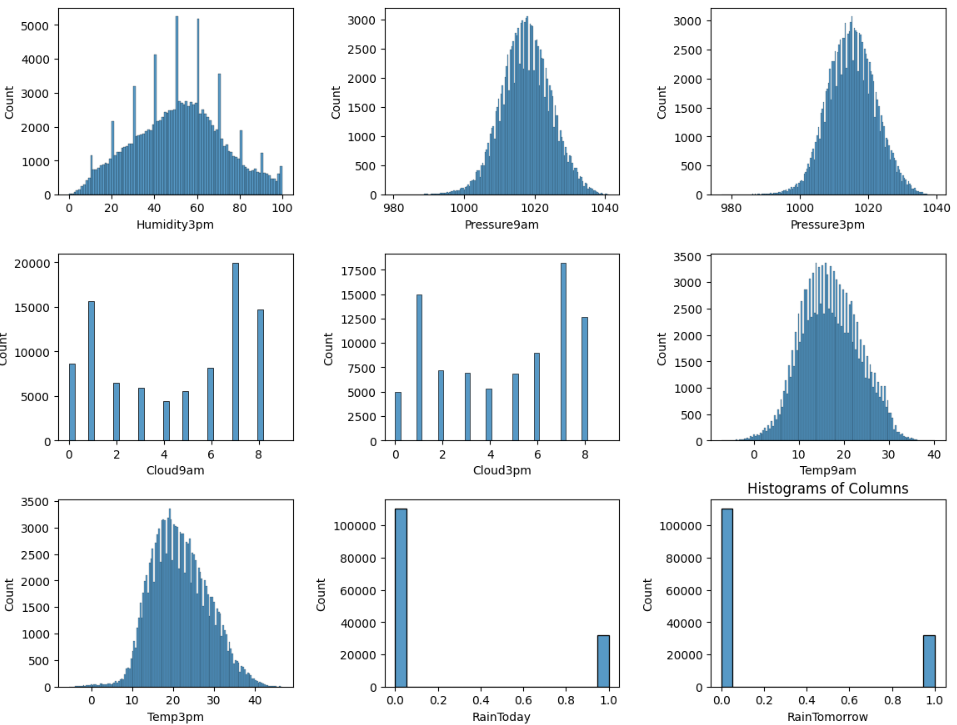 5000
4000
3000
2000
1000
0
Count
0 20 40 60 80 100
Humidity3pm
3000
2500
2000
1500
1000
500
0
Count
980 1000 1020 1040
Pressure9am
3000
2500
2000
1500
1000
500
0
Count
980 1000 1020 1040
Pressure3pm
20000
15000
10000
5000
0
Count
0 2 4 6 8
Cloud9am
17500
15000
12500
10000
7500
5000
2500
0
Count
0 2 4 6 8
Cloud3pm
3500
3000
2500
2000
1500
1000
500
0
Count
0 10 20 30 40
Temp9am
3500
3000
2500
2000
1500
1000
500
0
Count
0 10 20 30 40
Temp3pm
100000
80000
60000
40000
20000
0
Count
0.0 0.2 0.4 0.6 0.8 1.0
RainToday
Histograms of Columns
100000
80000
60000
40000
20000
0
Count
0.0 0.2 0.4 0.6 0.8 1.0
RainTomorrow